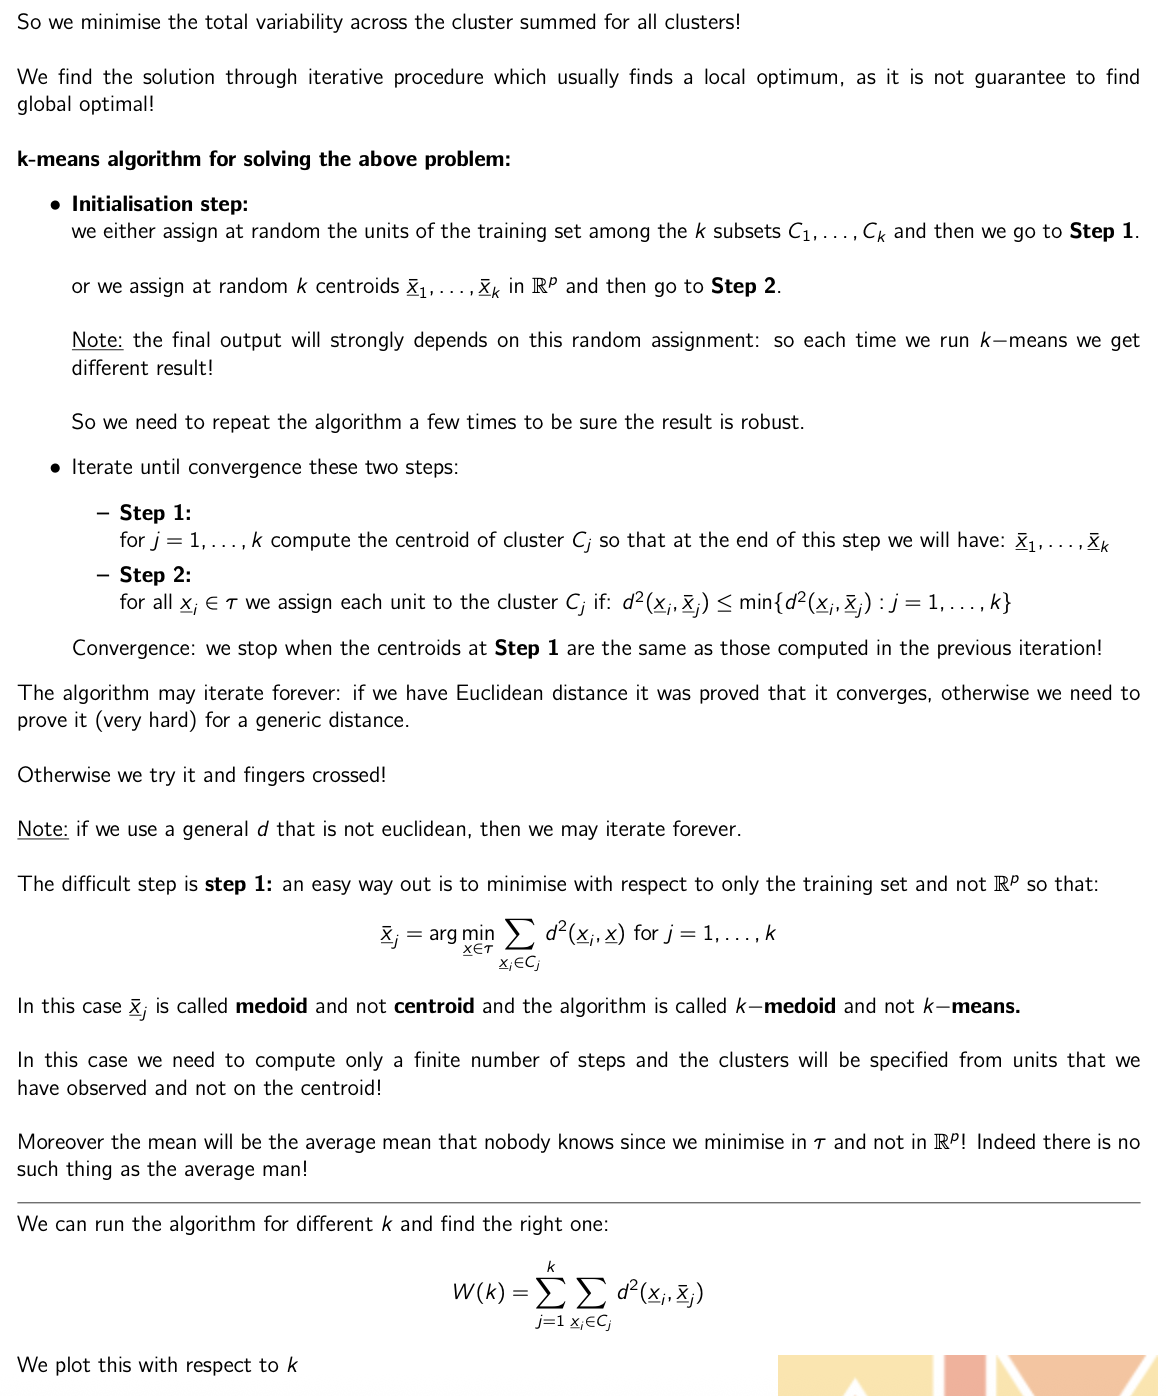 So we minimise the total variability across the cluster summed for all clusters!
We find the solution through iterative procedure which usually finds a local optimum, as it is not guarantee to find
global optimal!
k-means algorithm for solving the above problem:
• Initialisation step:
we either assign at random the units of the training set among the k subsets C₁, . . . , Cₖ and then we go to Step 1.
or we assign at random k centroids x̲̄₁, . . . , x̲̄ₖ in ℝᵖ and then go to Step 2.
Note: the final output will strongly depends on this random assignment: so each time we run k−means we get
different result!
So we need to repeat the algorithm a few times to be sure the result is robust.
• Iterate until convergence these two steps:
– Step 1:
for j = 1, . . . , k compute the centroid of cluster Cⱼ so that at the end of this step we will have: x̲̄₁, . . . , x̲̄ₖ
– Step 2:
for all x̲ᵢ ∈ τ we assign each unit to the cluster Cⱼ if: d²(x̲ᵢ, x̲̄ⱼ) ≤ min{d²(x̲ᵢ, x̲̄ⱼ) : j = 1, . . . , k}
Convergence: we stop when the centroids at Step 1 are the same as those computed in the previous iteration!
The algorithm may iterate forever: if we have Euclidean distance it was proved that it converges, otherwise we need to
prove it (very hard) for a generic distance.
Otherwise we try it and fingers crossed!
Note: if we use a general d that is not euclidean, then we may iterate forever.
The difficult step is step 1: an easy way out is to minimise with respect to only the training set and not ℝᵖ so that:
x̲̄ⱼ = arg min_{x̲∈τ} ∑_{x̲ᵢ∈Cⱼ} d²(x̲ᵢ, x̲) for j = 1, . . . , k
In this case x̲̄ⱼ is called medoid and not centroid and the algorithm is called k−medoid and not k−means.
In this case we need to compute only a finite number of steps and the clusters will be specified from units that we
have observed and not on the centroid!
Moreover the mean will be the average mean that nobody knows since we minimise in τ and not in ℝᵖ! Indeed there is no
such thing as the average man!
We can run the algorithm for different k and find the right one:
W(k) = ∑_{j=1}^{k} ∑_{x̲ᵢ∈Cⱼ} d²(x̲ᵢ, x̲̄ⱼ)
We plot this with respect to k